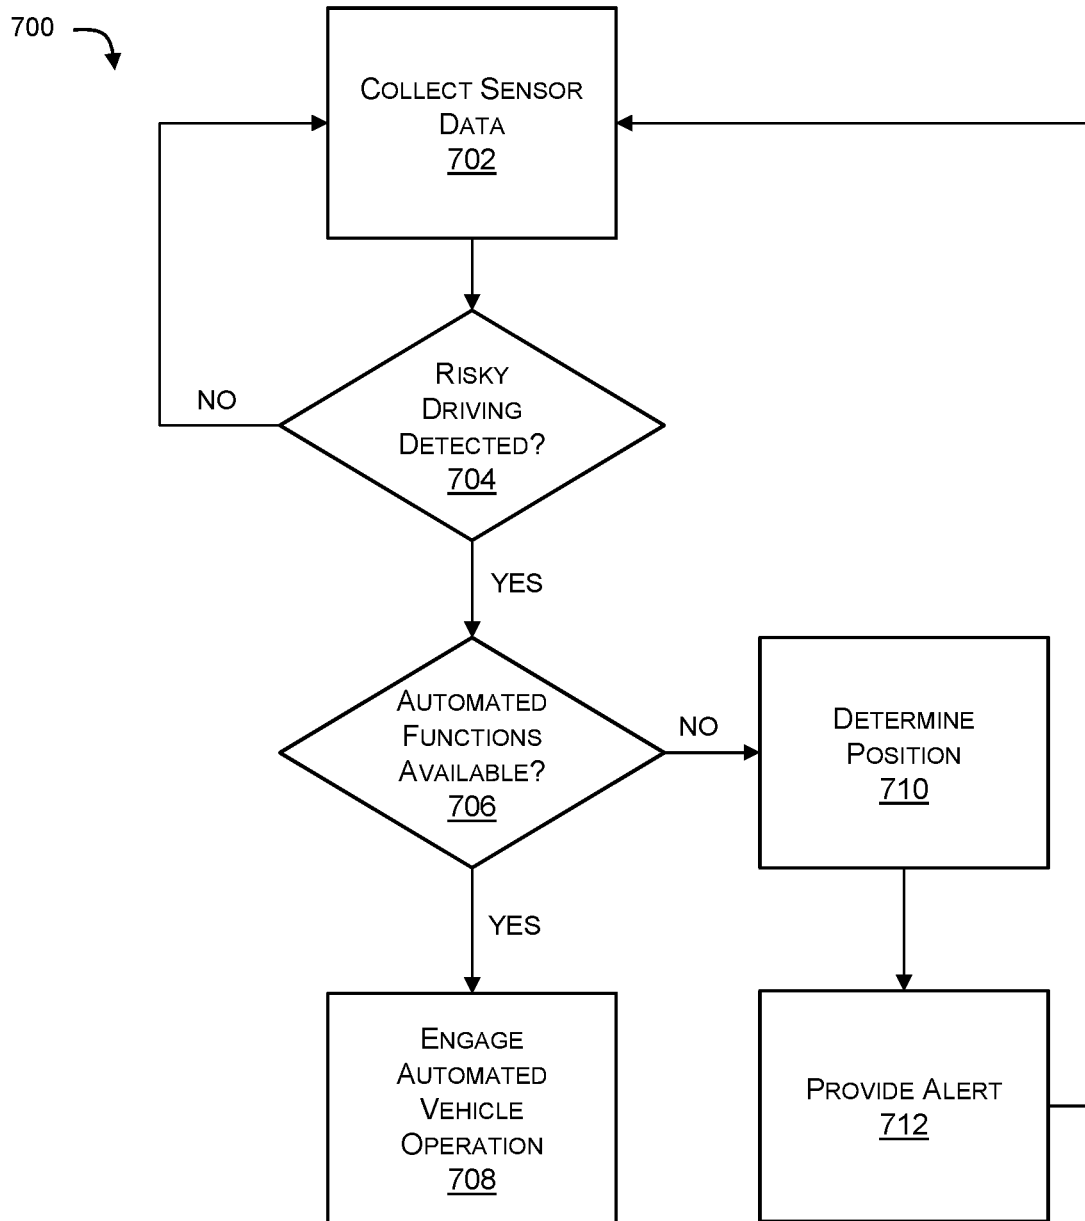 700
COLLECT SENSOR
DATA
702
RISKY
DRIVING
DETECTED?
704
NO
YES
AUTOMATED
FUNCTIONS
AVAILABLE?
706
NO
DETERMINE
POSITION
710
YES
ENGAGE
AUTOMATED
VEHICLE
OPERATION
708
PROVIDE ALERT
712